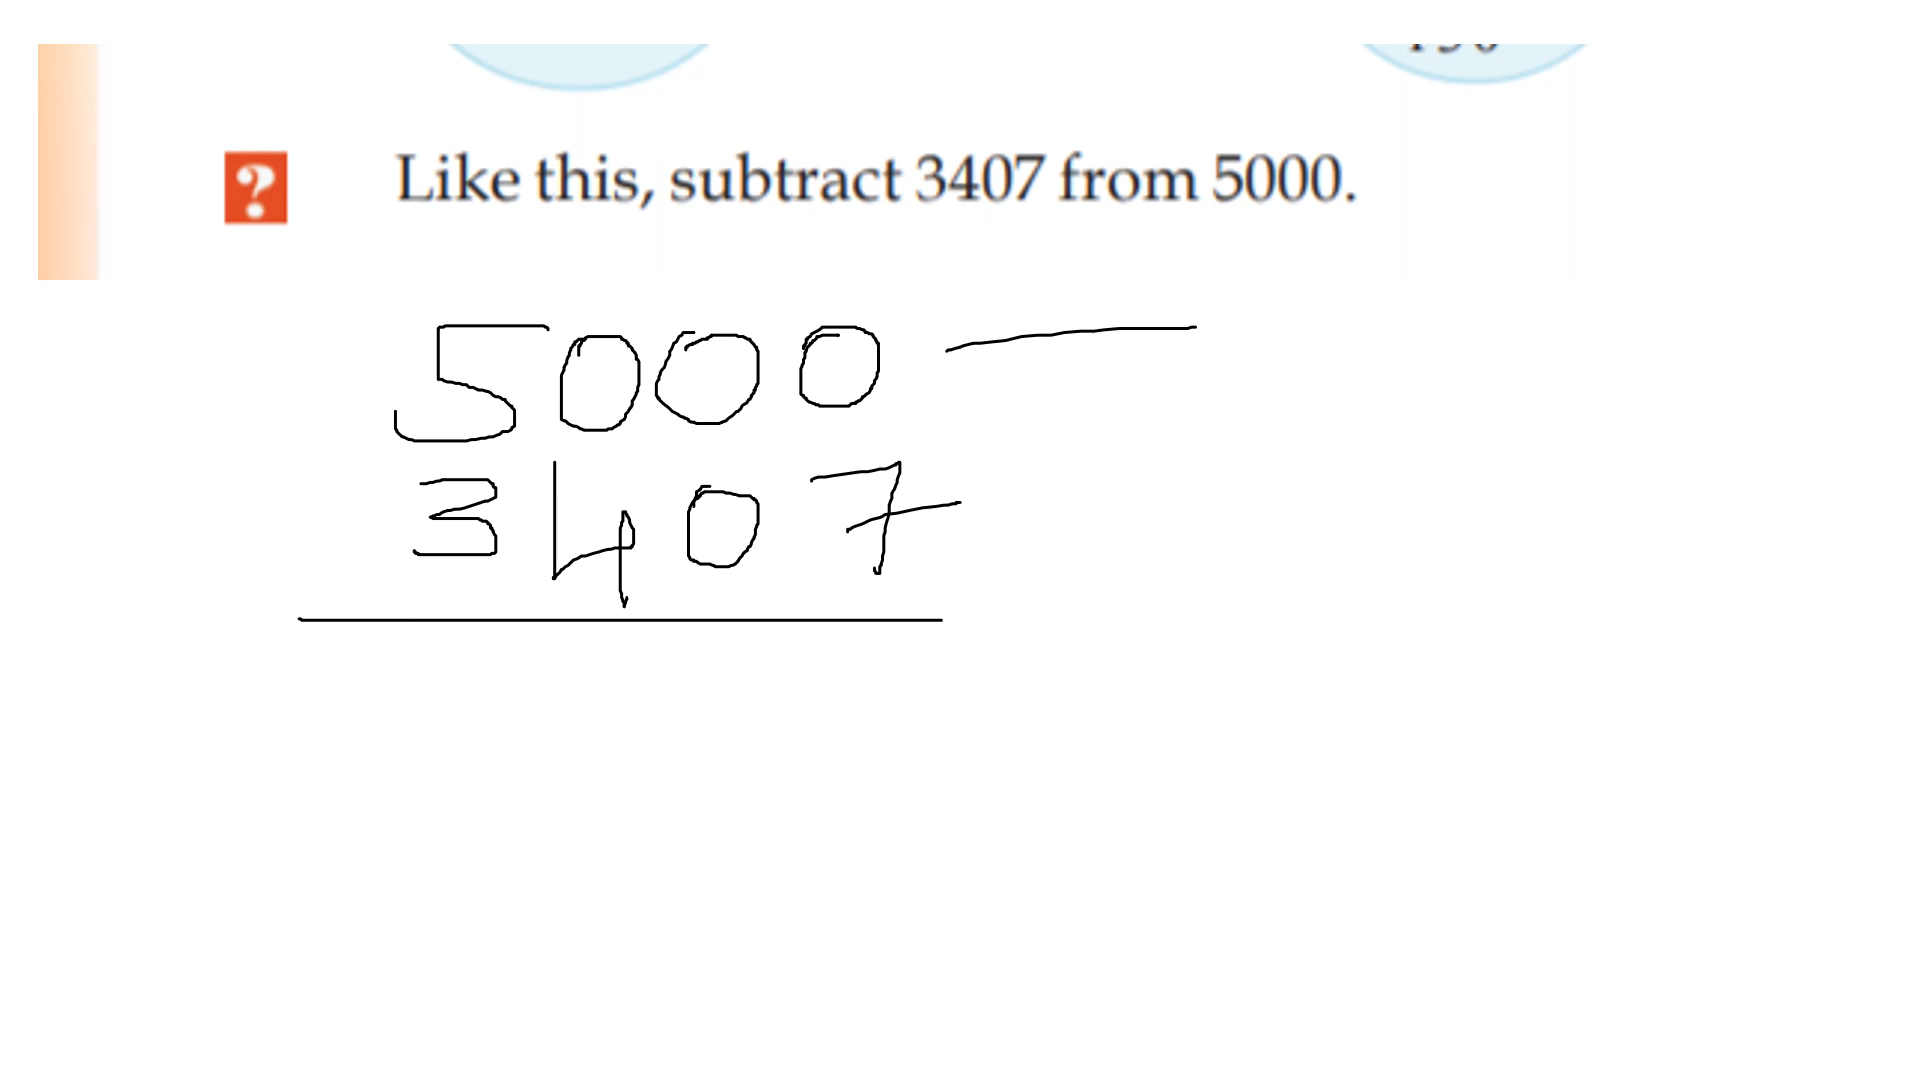 ? Like this, subtract 3407 from 5000.
5000 —
3407